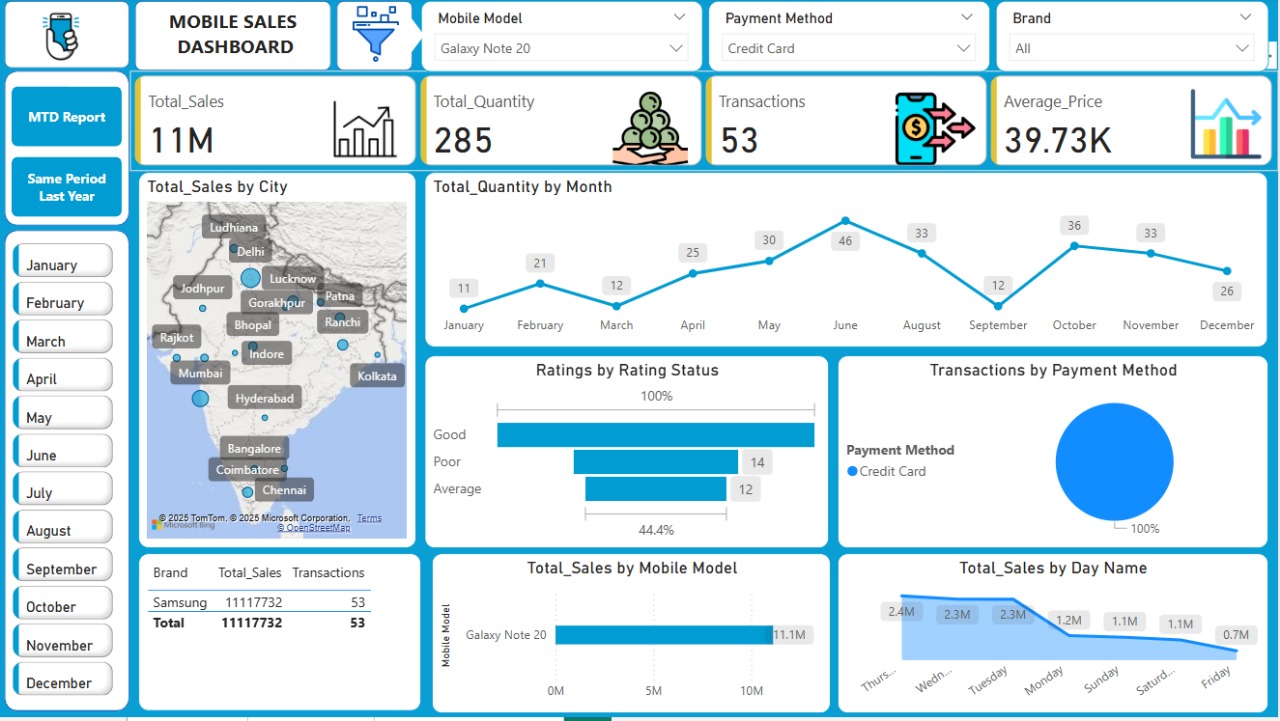 MOBILE SALES
DASHBOARD
Mobile Model
Galaxy Note 20
Payment Method
Credit Card
Brand
All
MTD Report
Same Period
Last Year
January
February
March
April
May
June
July
August
September
October
November
December
Total_Sales
11M
Total_Quantity
285
Transactions
53
Average_Price
39.73K
Total_Sales by City
Ludhiana
Delhi
Lucknow
Jodhpur
Gorakhpur
Patna
Bhopal
Ranchi
Rajkot
Indore
Mumbai
Kolkata
Hyderabad
Bangalore
Coimbatore
Chennai
© 2025 TomTom, © 2025 Microsoft Corporation, Terms
Microsoft Bing
© OpenStreetMap
Total_Quantity by Month
11
21
12
25
30
46
33
12
36
33
26
January February March April May June August September October November December
Ratings by Rating Status
100%
Good
Poor
14
Average
12
44.4%
Transactions by Payment Method
Payment Method
Credit Card
100%
Brand Total_Sales Transactions
Samsung 11117732 53
Total 11117732 53
Total_Sales by Mobile Model
Mobile Model
Galaxy Note 20
11.1M
0M 5M 10M
Total_Sales by Day Name
2.4M
2.3M
2.3M
1.2M
1.1M
1.1M
0.7M
Thurs... Wedn... Tuesday Monday Sunday Saturd... Friday